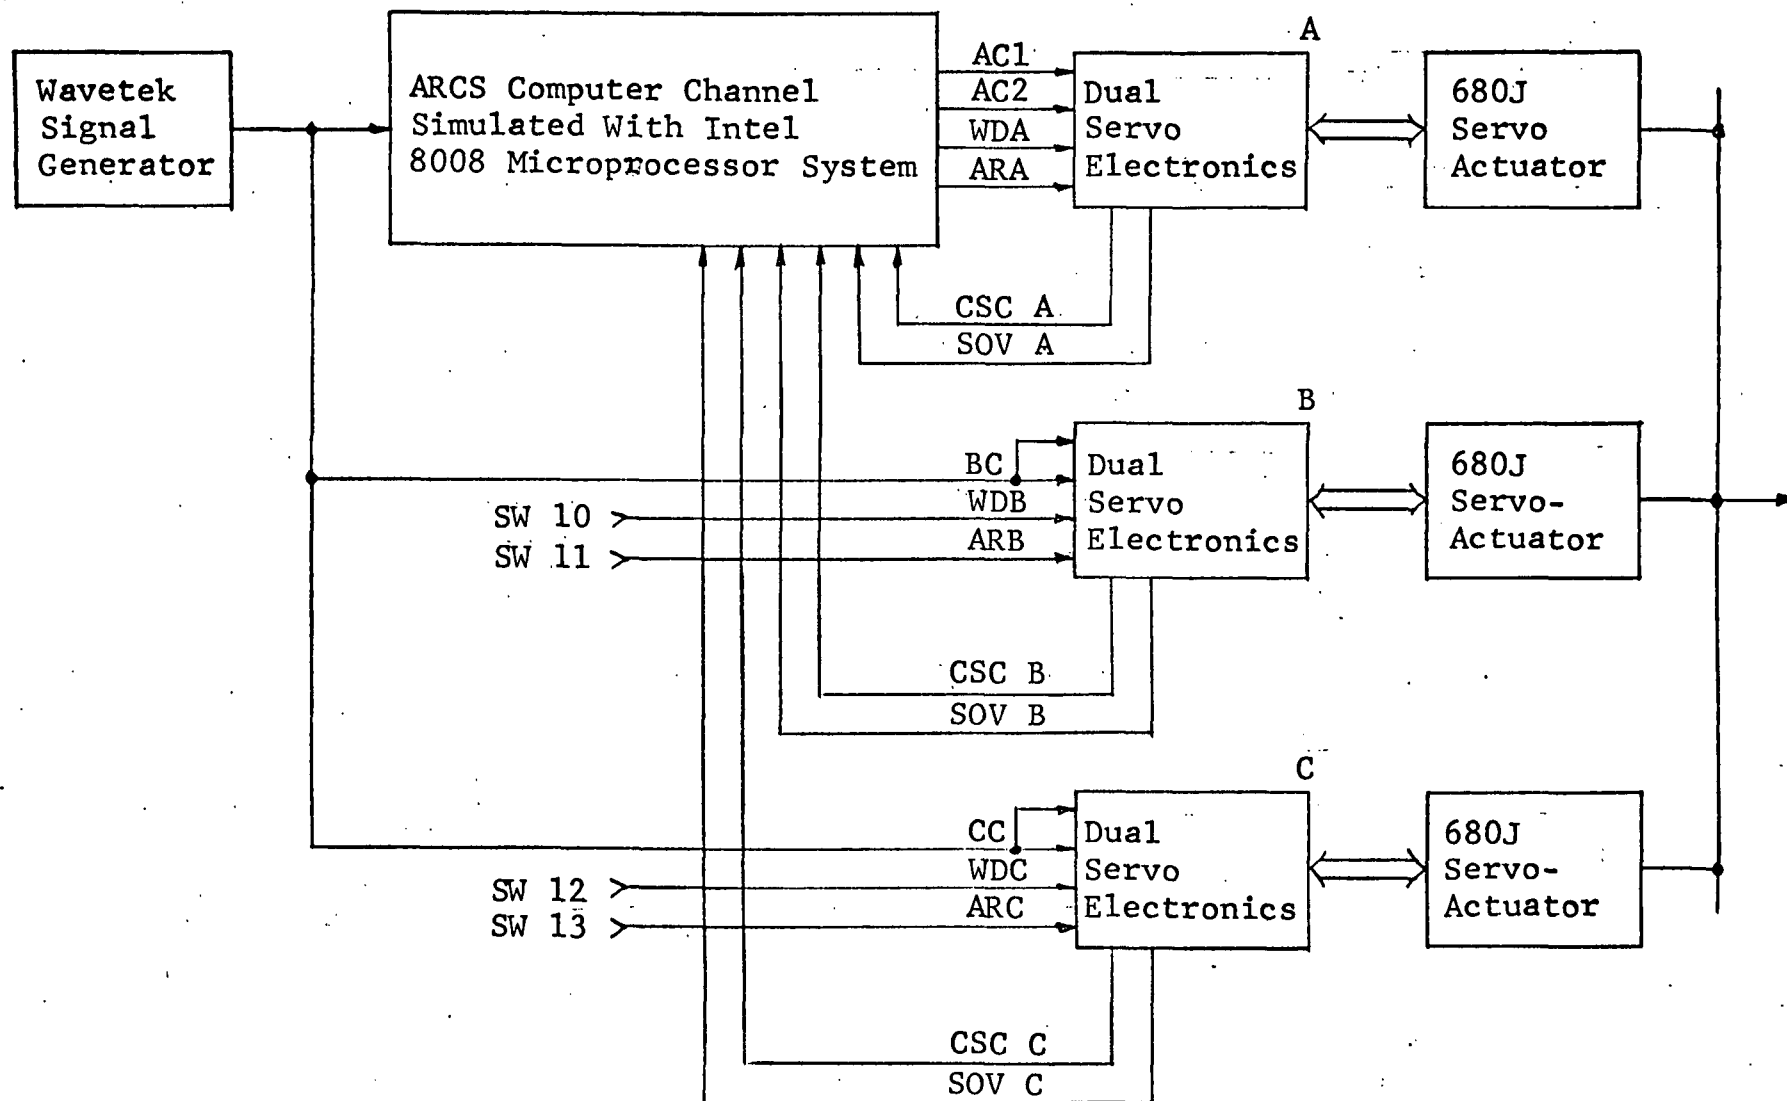 A
Wavetek
Signal
Generator
ARCS Computer Channel
Simulated With Intel
8008 Microprocessor System
AC1
AC2
WDA
ARA
Dual
Servo
Electronics
680J
Servo
Actuator
CSC A
SOV A
B
BC
WDB
ARB
SW 10
SW 11
Dual
Servo
Electronics
680J
Servo-
Actuator
CSC B
SOV B
C
CC
WDC
ARC
SW 12
SW 13
Dual
Servo
Electronics
680J
Servo-
Actuator
CSC C
SOV C